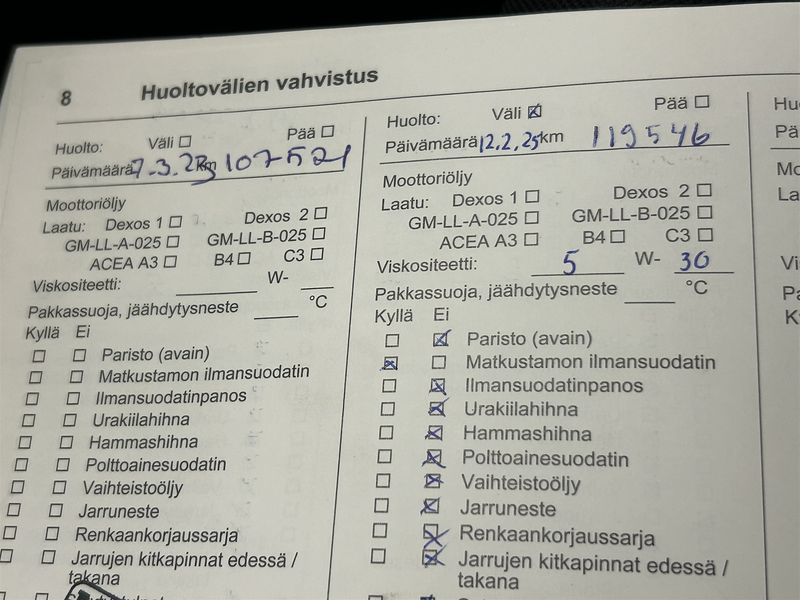 8 Huoltovälien vahvistus
Huolto: Väli Pää
Päivämäärä 7.3.23 km 107521
Moottoriöljy
Laatu: Dexos 1 Dexos 2
GM-LL-A-025 GM-LL-B-025
ACEA A3 B4 C3
Viskositeetti: W-
Pakkassuoja, jäähdytysneste °C
Kyllä Ei
Paristo (avain)
Matkustamon ilmansuodatin
Ilmansuodatinpanos
Urakiilahihna
Hammashihna
Polttoainesuodatin
Vaihteistoöljy
Jarruneste
Renkaankorjaussarja
Jarrujen kitkapinnat edessä /
takana
Huolto: Väli Pää
Päivämäärä 12.2.25 km 119546
Moottoriöljy
Laatu: Dexos 1 Dexos 2
GM-LL-A-025 GM-LL-B-025
ACEA A3 B4 C3
Viskositeetti: 5 W- 30
Pakkassuoja, jäähdytysneste °C
Kyllä Ei
Paristo (avain)
Matkustamon ilmansuodatin
Ilmansuodatinpanos
Urakiilahihna
Hammashihna
Polttoainesuodatin
Vaihteistoöljy
Jarruneste
Renkaankorjaussarja
Jarrujen kitkapinnat edessä /
takana